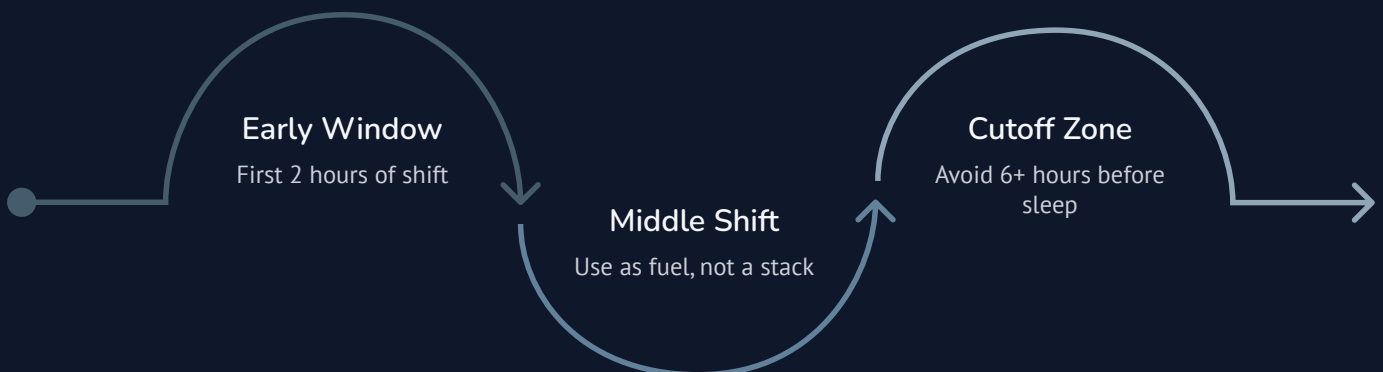 Early Window
First 2 hours of shift
Middle Shift
Use as fuel, not a stack
Cutoff Zone
Avoid 6+ hours before
sleep